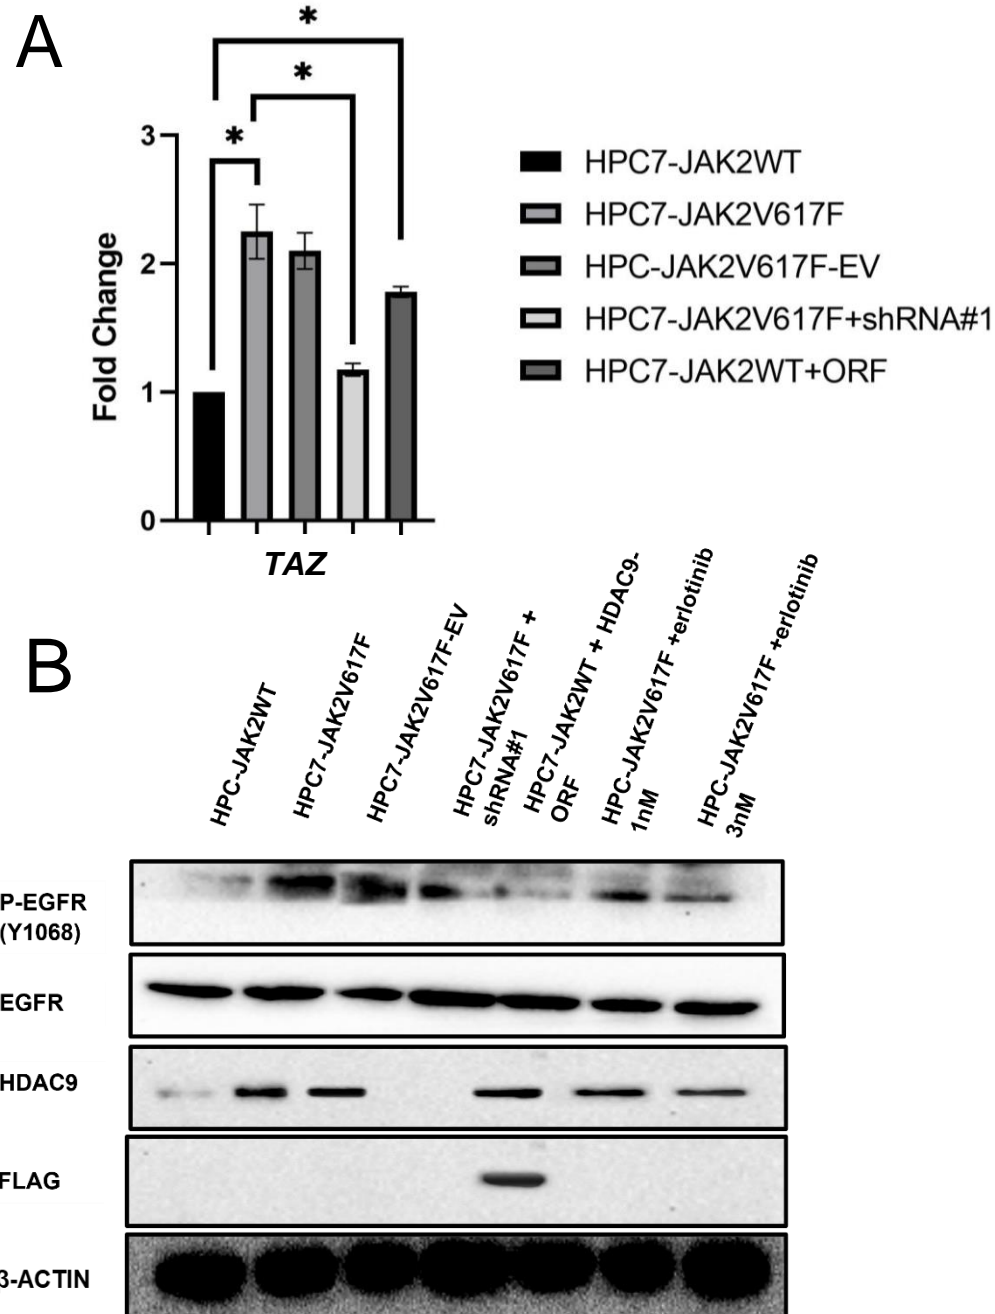 A
*
*
*
3
2
1
0
Fold Change
TAZ
HPC7-JAK2WT
HPC7-JAK2V617F
HPC-JAK2V617F-EV
HPC7-JAK2V617F+shRNA#1
HPC7-JAK2WT+ORF
B
HPC-JAK2WT
HPC7-JAK2V617F
HPC7-JAK2V617F-EV
HPC7-JAK2V617F +
shRNA#1
HPC7-JAK2WT + HDAC9-
ORF
HPC-JAK2V617F +erlotinib
1nM
HPC-JAK2V617F +erlotinib
3nM
P-EGFR
(Y1068)
EGFR
HDAC9
FLAG
β-ACTIN